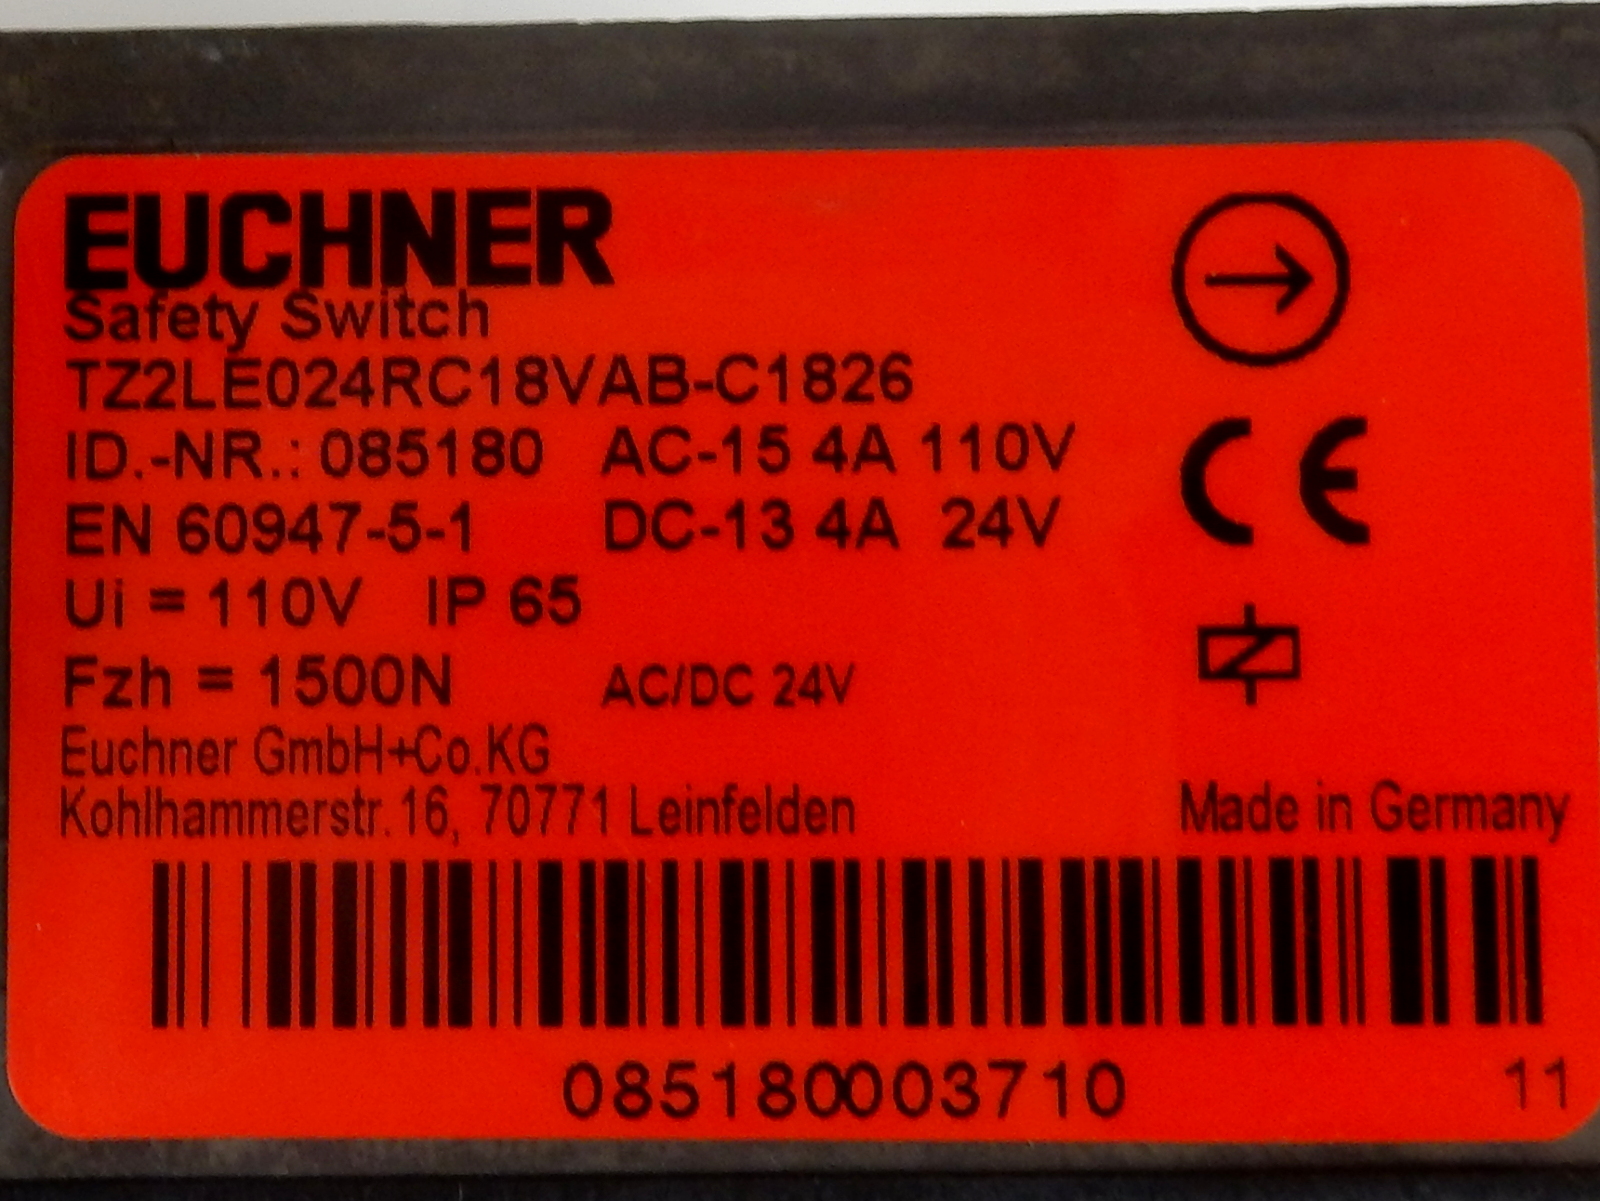 EUCHNER
Safety Switch
TZ2LE024RC18VAB-C1826
ID.-NR.: 085180 AC-15 4A 110V
EN 60947-5-1 DC-13 4A 24V
Ui = 110V IP 65
Fzh = 1500N AC/DC 24V
Euchner GmbH+Co.KG
Kohlhammerstr. 16, 70771 Leinfelden
CE
Made in Germany
085180003710
11